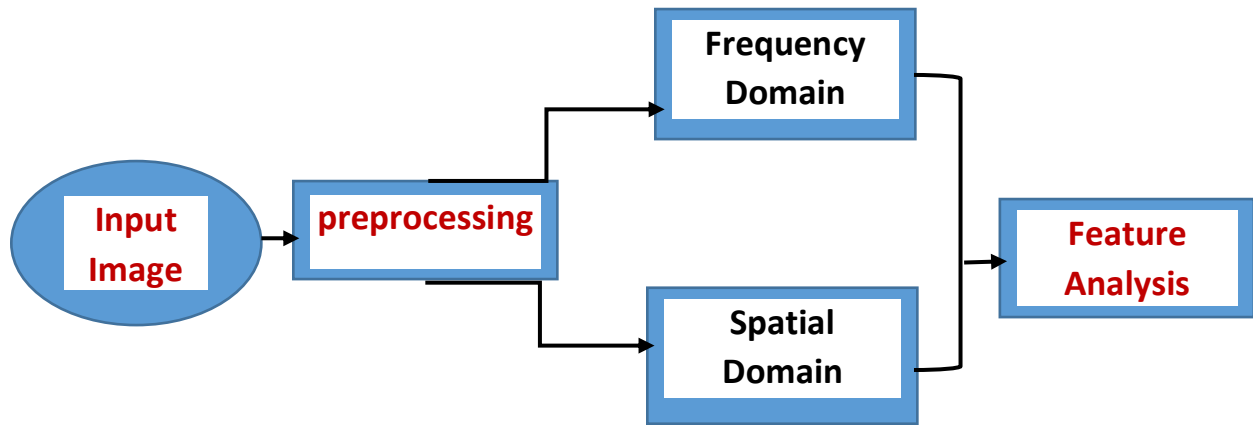 Input
Image
preprocessing
Frequency
Domain
Spatial
Domain
Feature
Analysis